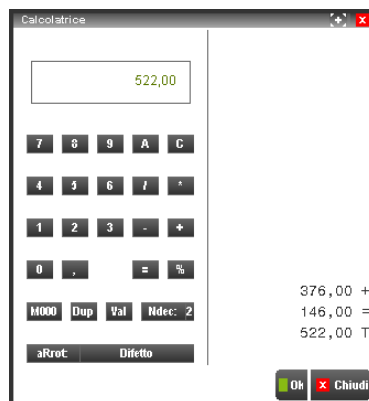 Calcolatrice
522,00
7 8 9 A C
4 5 6 / *
1 2 3 - +
0 , = %
376,00 +
146,00 =
522,00 T
M000 Dup Val Ndec: 2
aRrot: Difetto
Ok X Chiudi